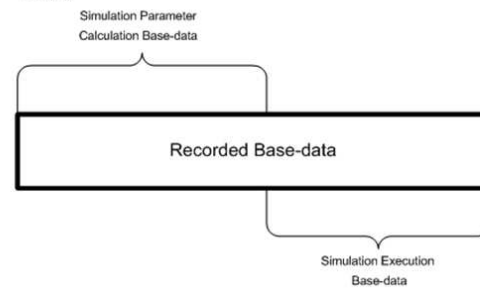 Simulation Parameter
Calculation Base-data
Recorded Base-data
Simulation Execution
Base-data